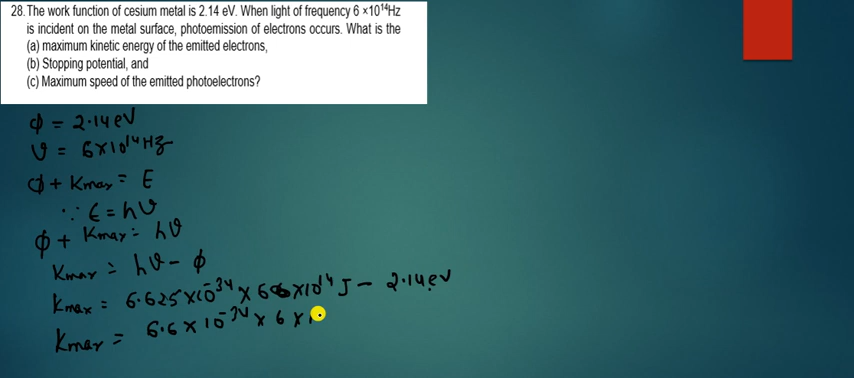 28. The work function of cesium metal is 2.14 eV. When light of frequency 6 ×10¹⁴Hz
is incident on the metal surface, photoemission of electrons occurs. What is the
(a) maximum kinetic energy of the emitted electrons,
(b) Stopping potential, and
(c) Maximum speed of the emitted photoelectrons?
ϕ = 2.14 eV
ν = 6×10¹⁴ Hz
ϕ + Kmax = E
∵ E = hν
ϕ + Kmax = hν
Kmax = hν - ϕ
Kmax = 6.625×10⁻³⁴ × 6 ×10¹⁴ J - 2.14 eV
Kmax = 6.6 × 10⁻³⁴ × 6 ×